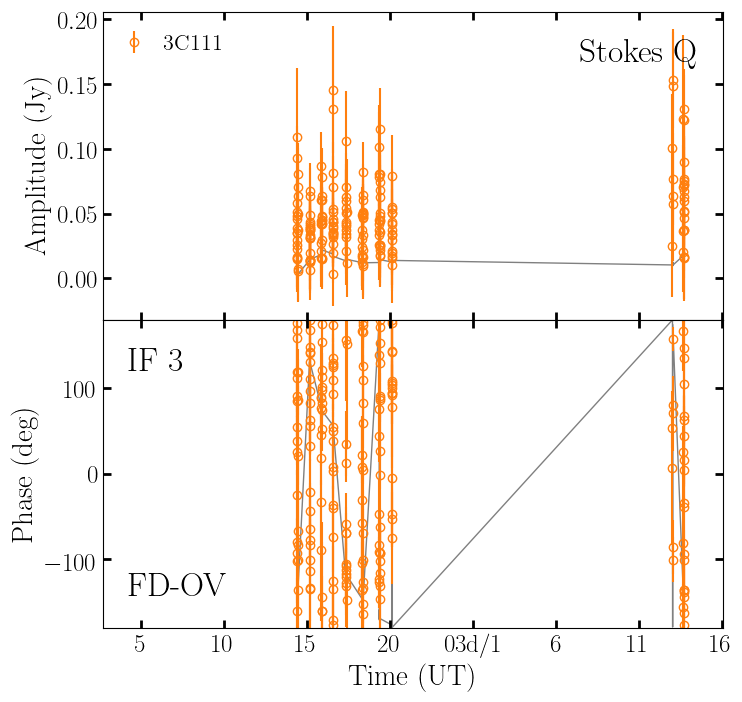 0.20
3C111
Stokes Q
0.15
0.10
0.05
0.00
Amplitude (Jy)
IF 3
100
0
−100
Phase (deg)
FD-OV
5 10 15 20 03d/1 6 11 16
Time (UT)